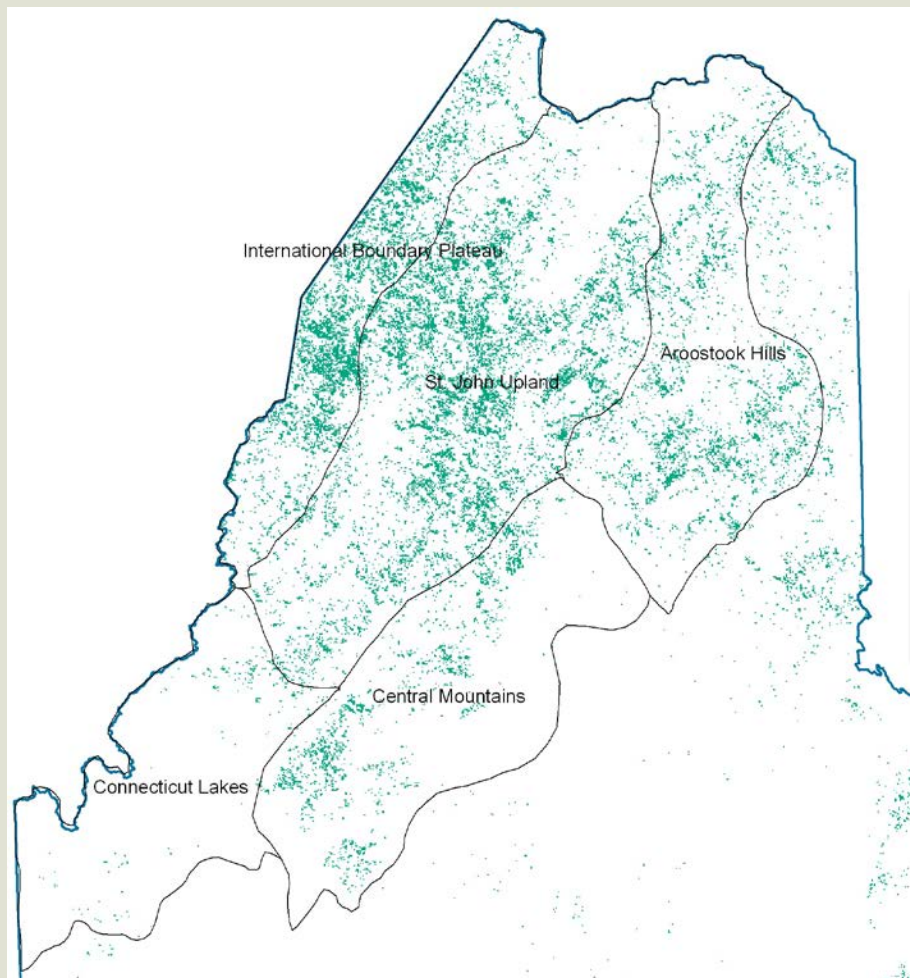 International Boundary Plateau
Aroostook Hills
St. John Upland
Central Mountains
Connecticut Lakes